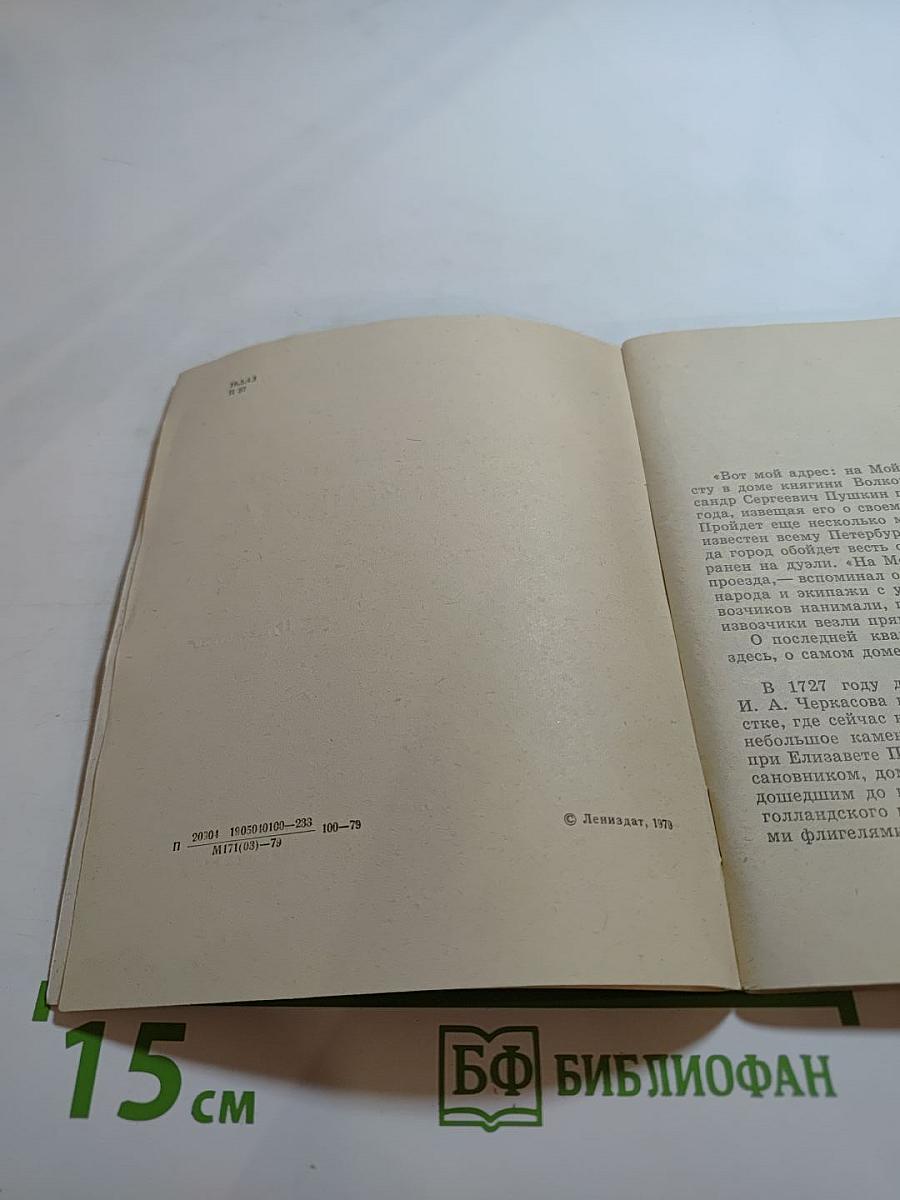 П 87
П 20304 1905040100—233 100—79
М171(03)—79
© Лениздат, 1979
«Вот мой адрес: на Мой
сту в доме княгини Волко
сандр Сергеевич Пушкин
года, извещая его о своем
Пройдет еще несколько м
известен всему Петербур
да город обойдет весть
ранен на дуэли. «На М
проезда,— вспоминал о
народа и экипажи с у
возчиков нанимали,
извозчики везли пря
О последней ква
здесь, о самом доме
В 1727 году д
И. А. Черкасова
стке, где сейчас
небольшое камен
при Елизавете П
сановником, дом
дошедшим до
голландского
ми флигелями
15 см
БФ БИБЛИОФАН